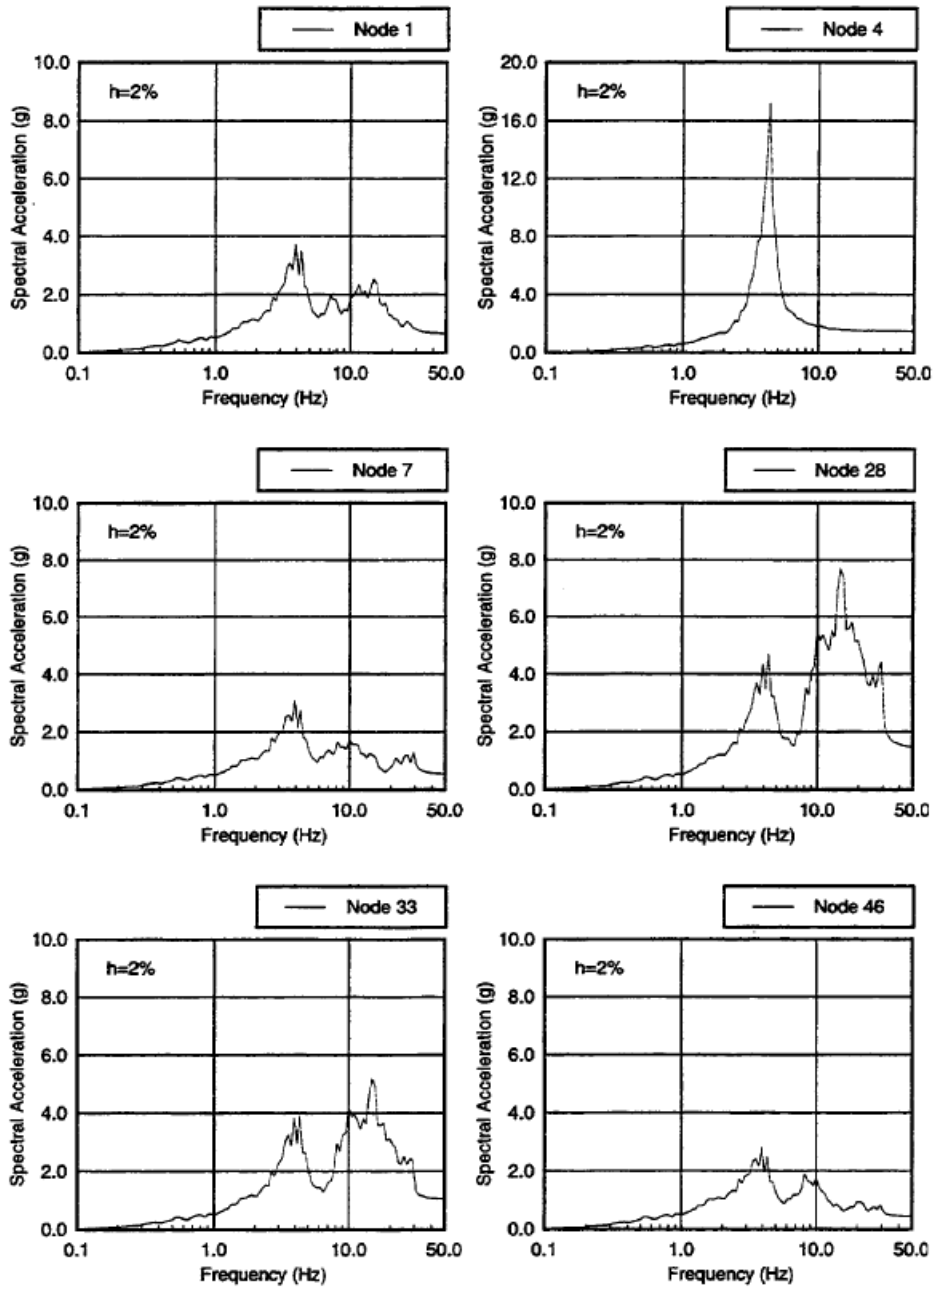 Node 1
10.0
h=2%
8.0
6.0
4.0
2.0
0.0
Spectral Acceleration (g)
0.1 1.0 10.0 50.0
Frequency (Hz)
Node 4
20.0
h=2%
16.0
12.0
8.0
4.0
0.0
Spectral Acceleration (g)
0.1 1.0 10.0 50.0
Frequency (Hz)
Node 7
10.0
h=2%
8.0
6.0
4.0
2.0
0.0
Spectral Acceleration (g)
0.1 1.0 10.0 50.0
Frequency (Hz)
Node 28
10.0
h=2%
8.0
6.0
4.0
2.0
0.0
Spectral Acceleration (g)
0.1 1.0 10.0 50.0
Frequency (Hz)
Node 33
10.0
h=2%
8.0
6.0
4.0
2.0
0.0
Spectral Acceleration (g)
0.1 1.0 10.0 50.0
Frequency (Hz)
Node 46
10.0
h=2%
8.0
6.0
4.0
2.0
0.0
Spectral Acceleration (g)
0.1 1.0 10.0 50.0
Frequency (Hz)